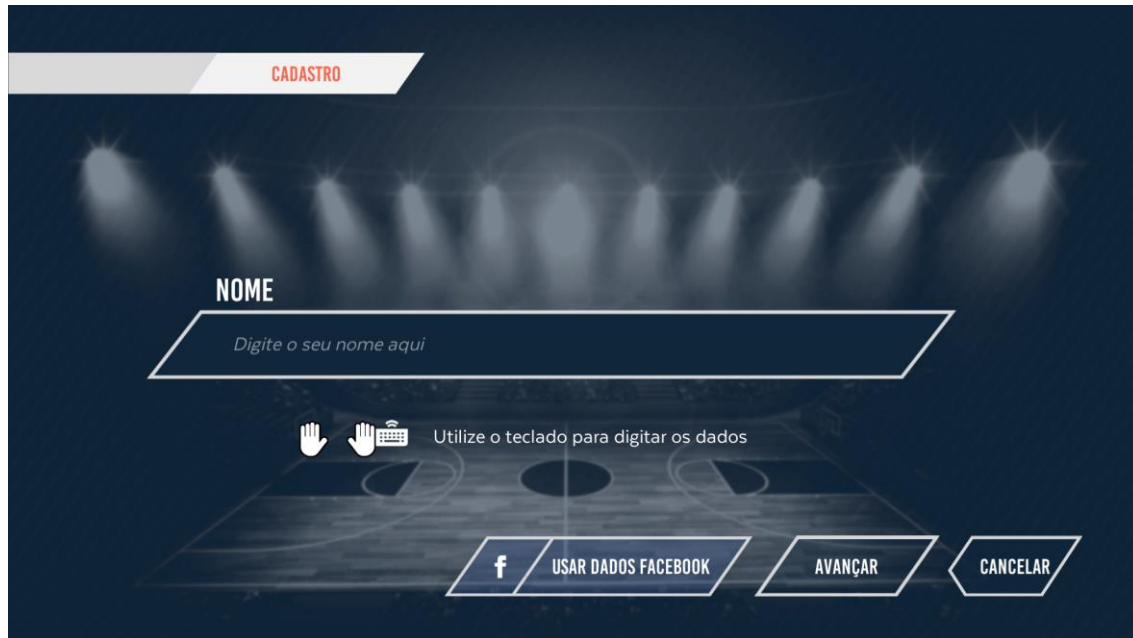 CADASTRO
NOME
Digite o seu nome aqui
Utilize o teclado para digitar os dados
f USAR DADOS FACEBOOK
AVANÇAR
CANCELAR